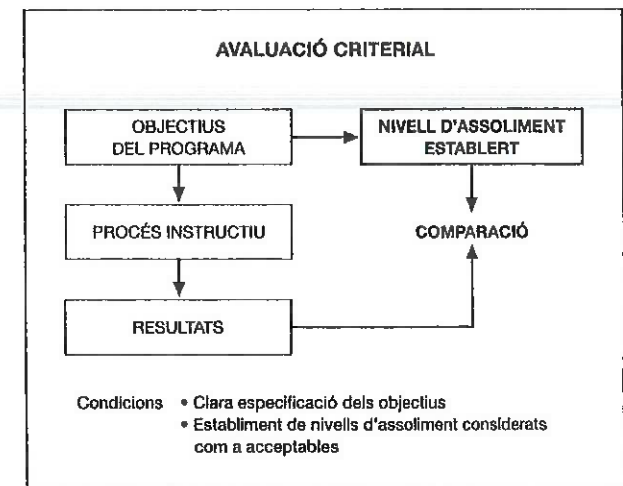 AVALUACIÓ CRITERIAL
OBJECTIUS
DEL PROGRAMA
NIVELL D'ASSOLIMENT
ESTABLERT
PROCÉS INSTRUCTIU
COMPARACIÓ
RESULTATS
Condicions • Clara especificació dels objectius
• Establiment de nivells d'assoliment considerats
com a acceptables